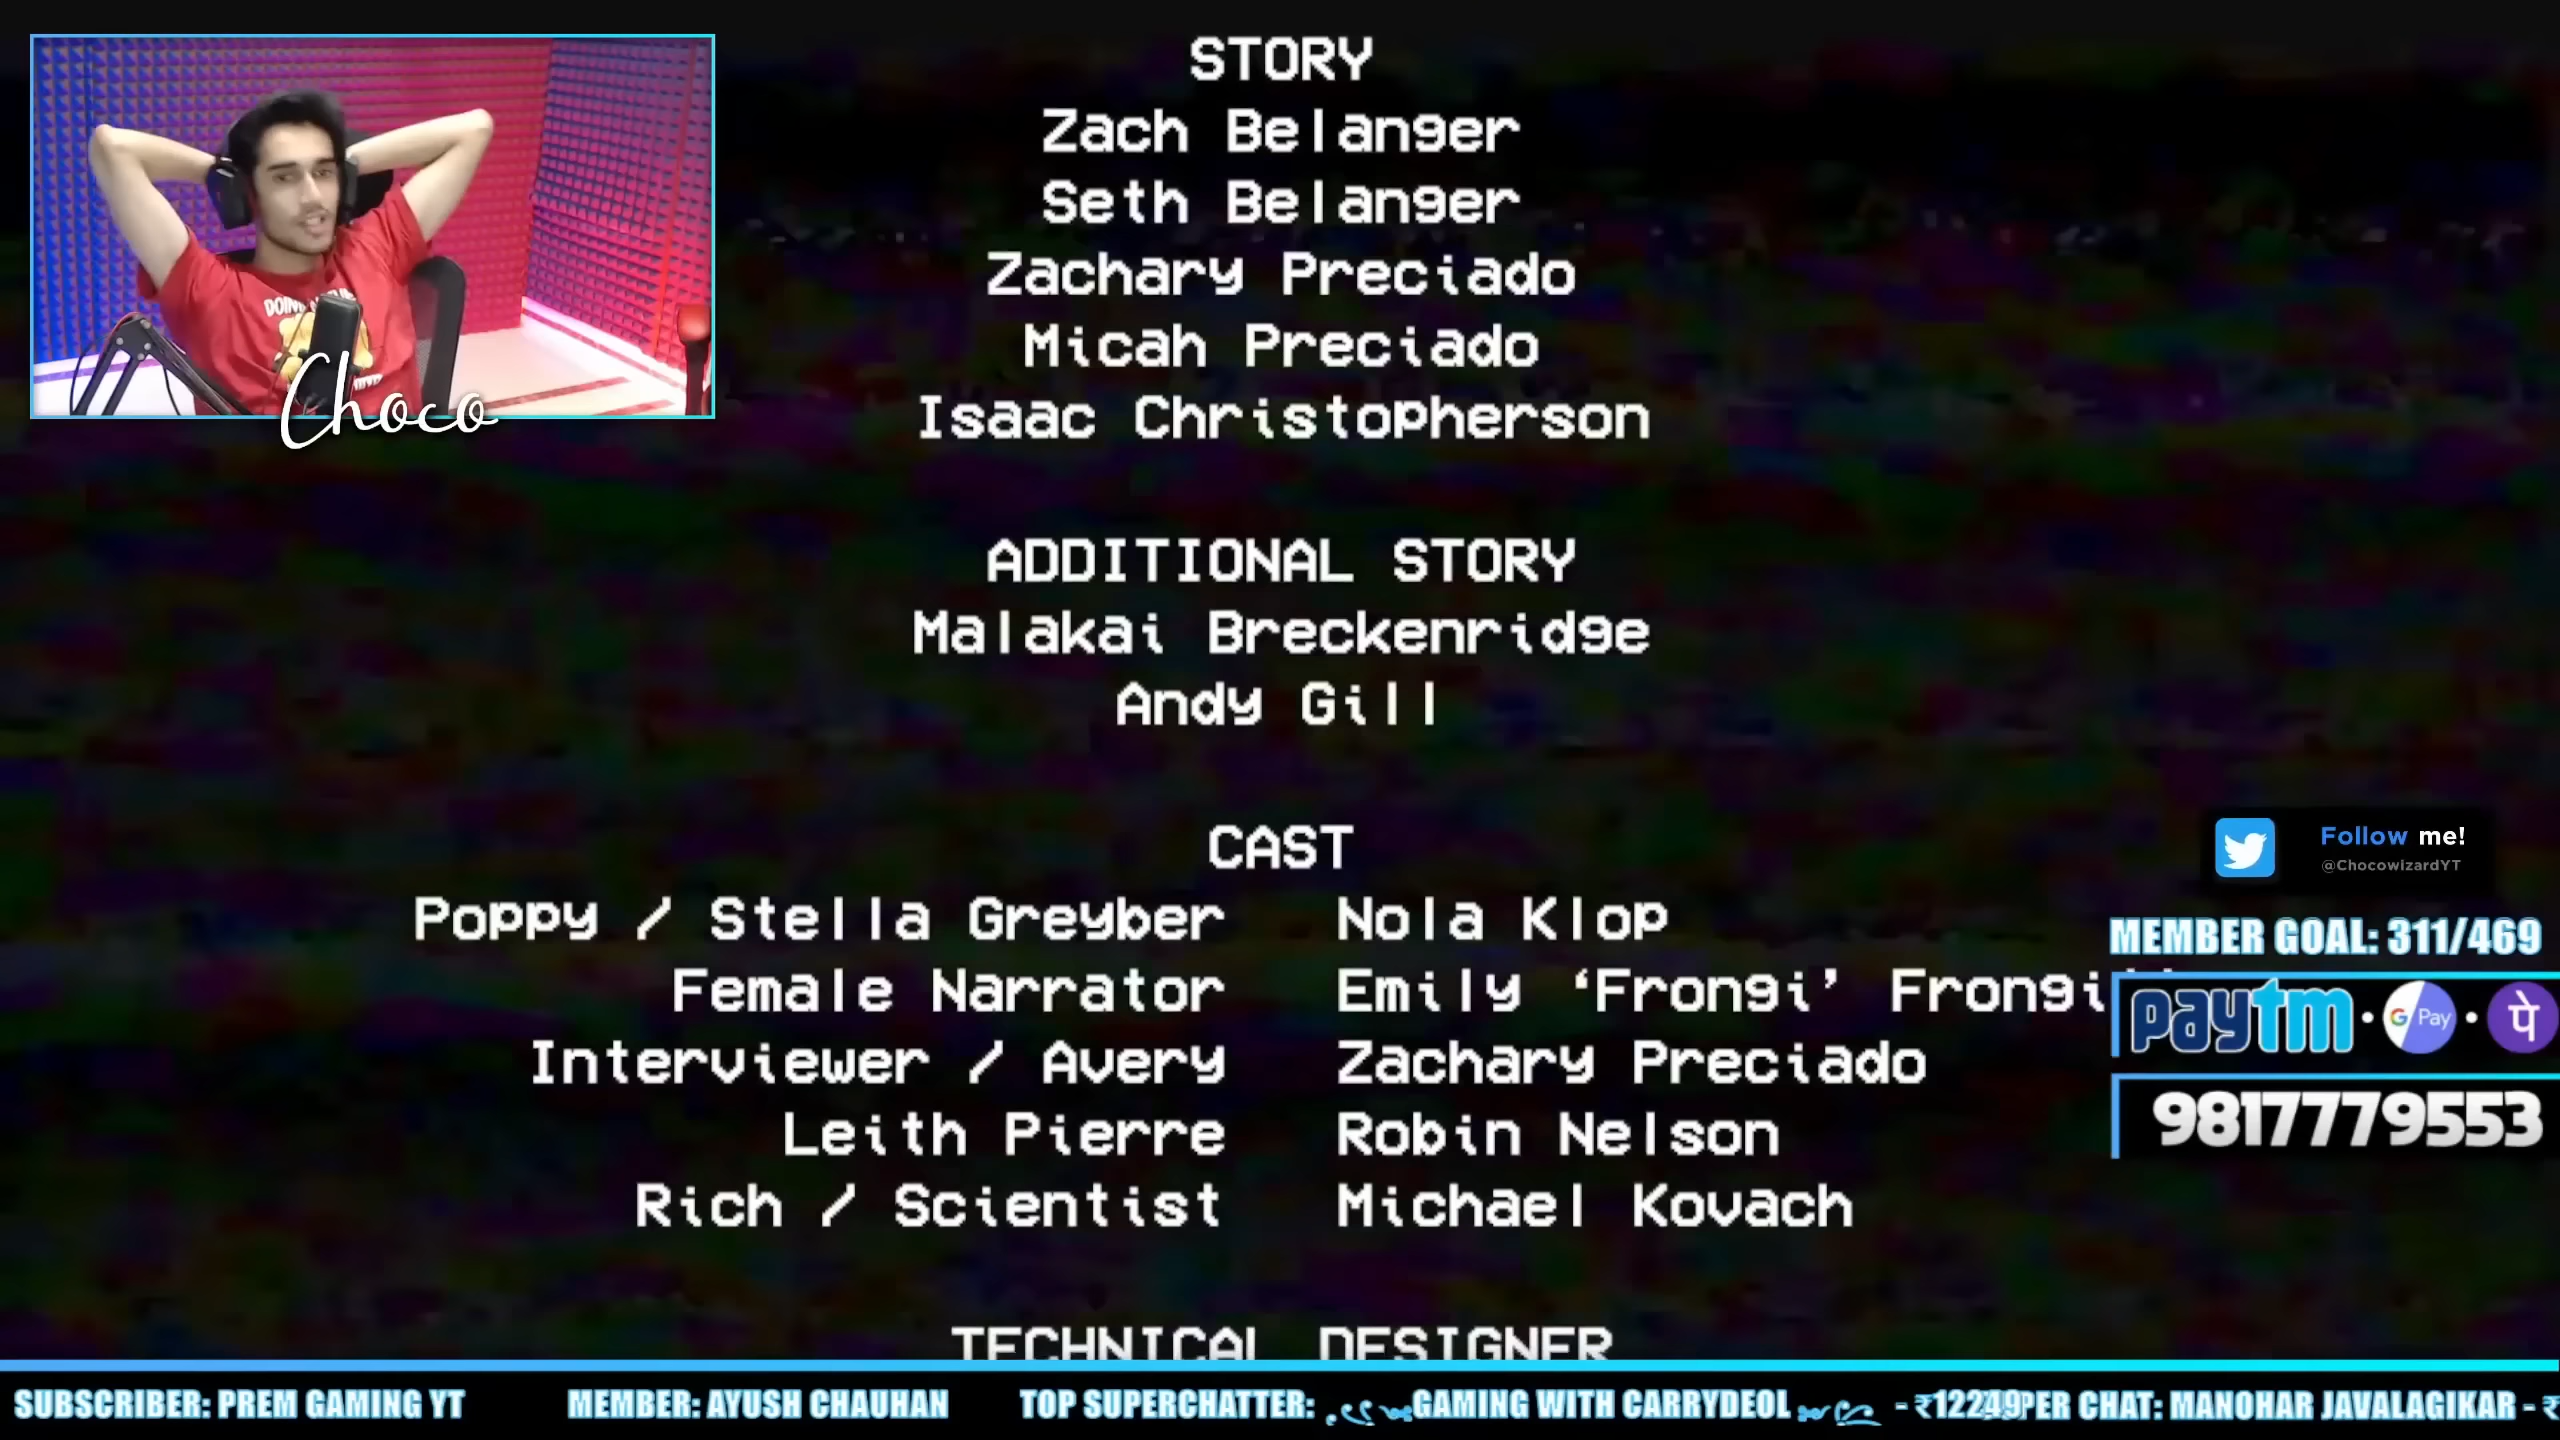 STORY
Zach Belanger
Seth Belanger
Zachary Preciado
Micah Preciado
Isaac Christopherson
Choco
ADDITIONAL STORY
Malakai Breckenridge
Andy Gill
CAST
Poppy / Stella Greyber Nola Klop
Female Narrator Emily ‘Frongi’
Interviewer / Avery Zachary Preciado
Leith Pierre Robin Nelson
Rich / Scientist Michael Kovach
TECHNICAL DESIGNER
Follow me!
@ChocowizardYT
MEMBER GOAL: 311/469
paytm • G Pay • पे
9817779553
SUBSCRIBER: PREM GAMING YT MEMBER: AYUSH CHAUHAN TOP SUPERCHATTER: GAMING WITH CARRYDEOL - CHAT: MANOHAR JAVALAGIKAR - ₹